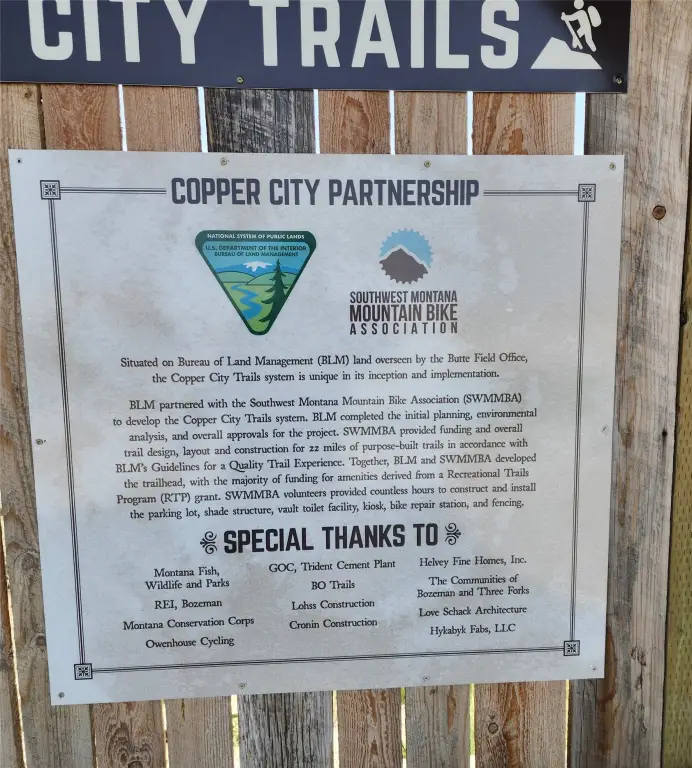 CITY TRAILS
COPPER CITY PARTNERSHIP
NATIONAL SYSTEM OF PUBLIC LANDS
U.S. DEPARTMENT OF THE INTERIOR
BUREAU OF LAND MANAGEMENT
SOUTHWEST MONTANA
MOUNTAIN BIKE
ASSOCIATION
Situated on Bureau of Land Management (BLM) land overseen by the Butte Field Office,
the Copper City Trails system is unique in its inception and implementation.
BLM partnered with the Southwest Montana Mountain Bike Association (SWMMBA)
to develop the Copper City Trails system. BLM completed the initial planning, environmental
analysis, and overall approvals for the project. SWMMBA provided funding and overall
trail design, layout and construction for 22 miles of purpose-built trails in accordance with
BLM's Guidelines for a Quality Trail Experience. Together, BLM and SWMMBA developed
the trailhead, with the majority of funding for amenities derived from a Recreational Trails
Program (RTP) grant. SWMMBA volunteers provided countless hours to construct and install
the parking lot, shade structure, vault toilet facility, kiosk, bike repair station, and fencing.
SPECIAL THANKS TO
Montana Fish,
Wildlife and Parks
REI, Bozeman
Montana Conservation Corps
Owenhouse Cycling
GOC, Trident Cement Plant
BO Trails
Lohss Construction
Cronin Construction
Helvey Fine Homes, Inc.
The Communities of
Bozeman and Three Forks
Love Schack Architecture
Hykabyk Fabs, LLC